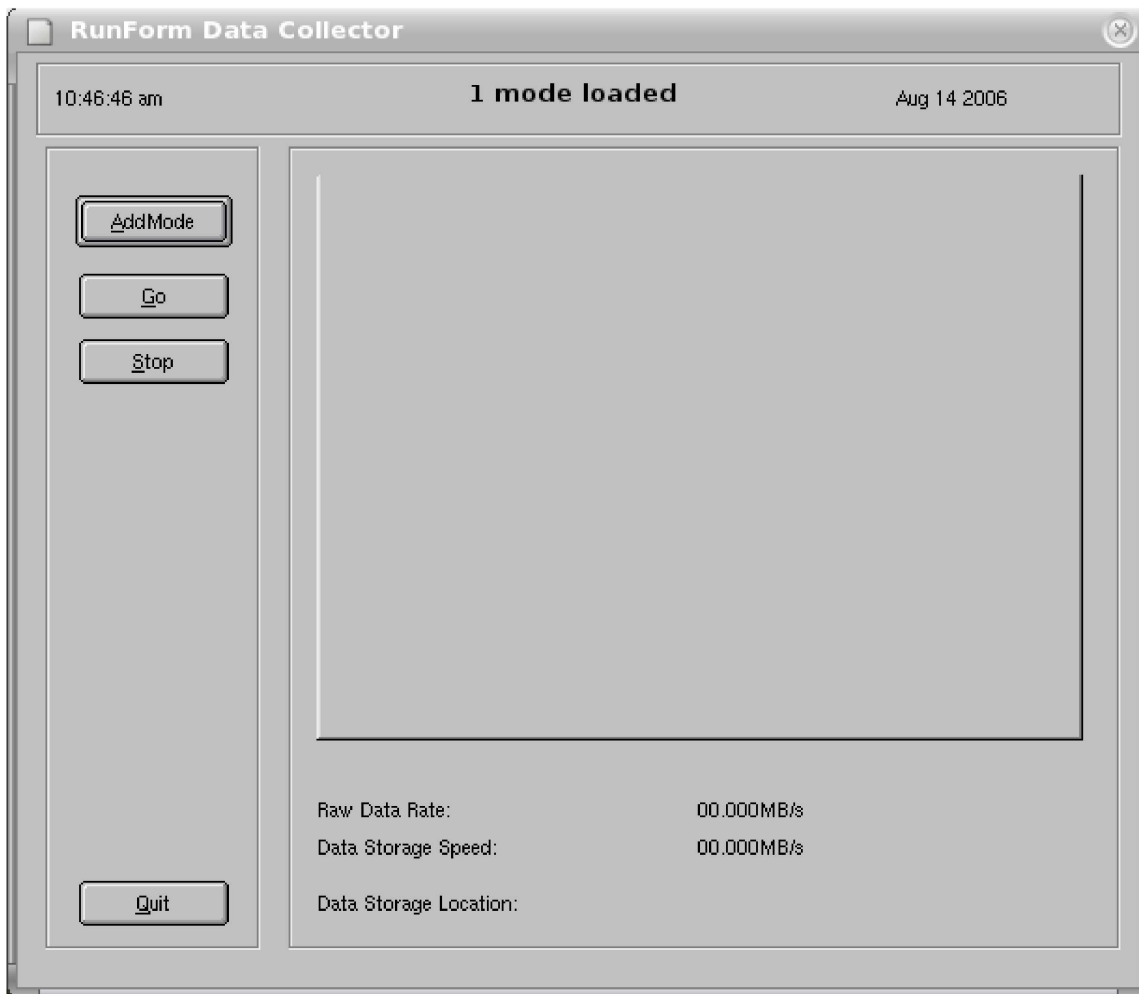 RunForm Data Collector
10:46:46 am 1 mode loaded Aug 14 2006
AddMode
Go
Stop
Raw Data Rate: 00.000MB/s
Data Storage Speed: 00.000MB/s
Quit
Data Storage Location: